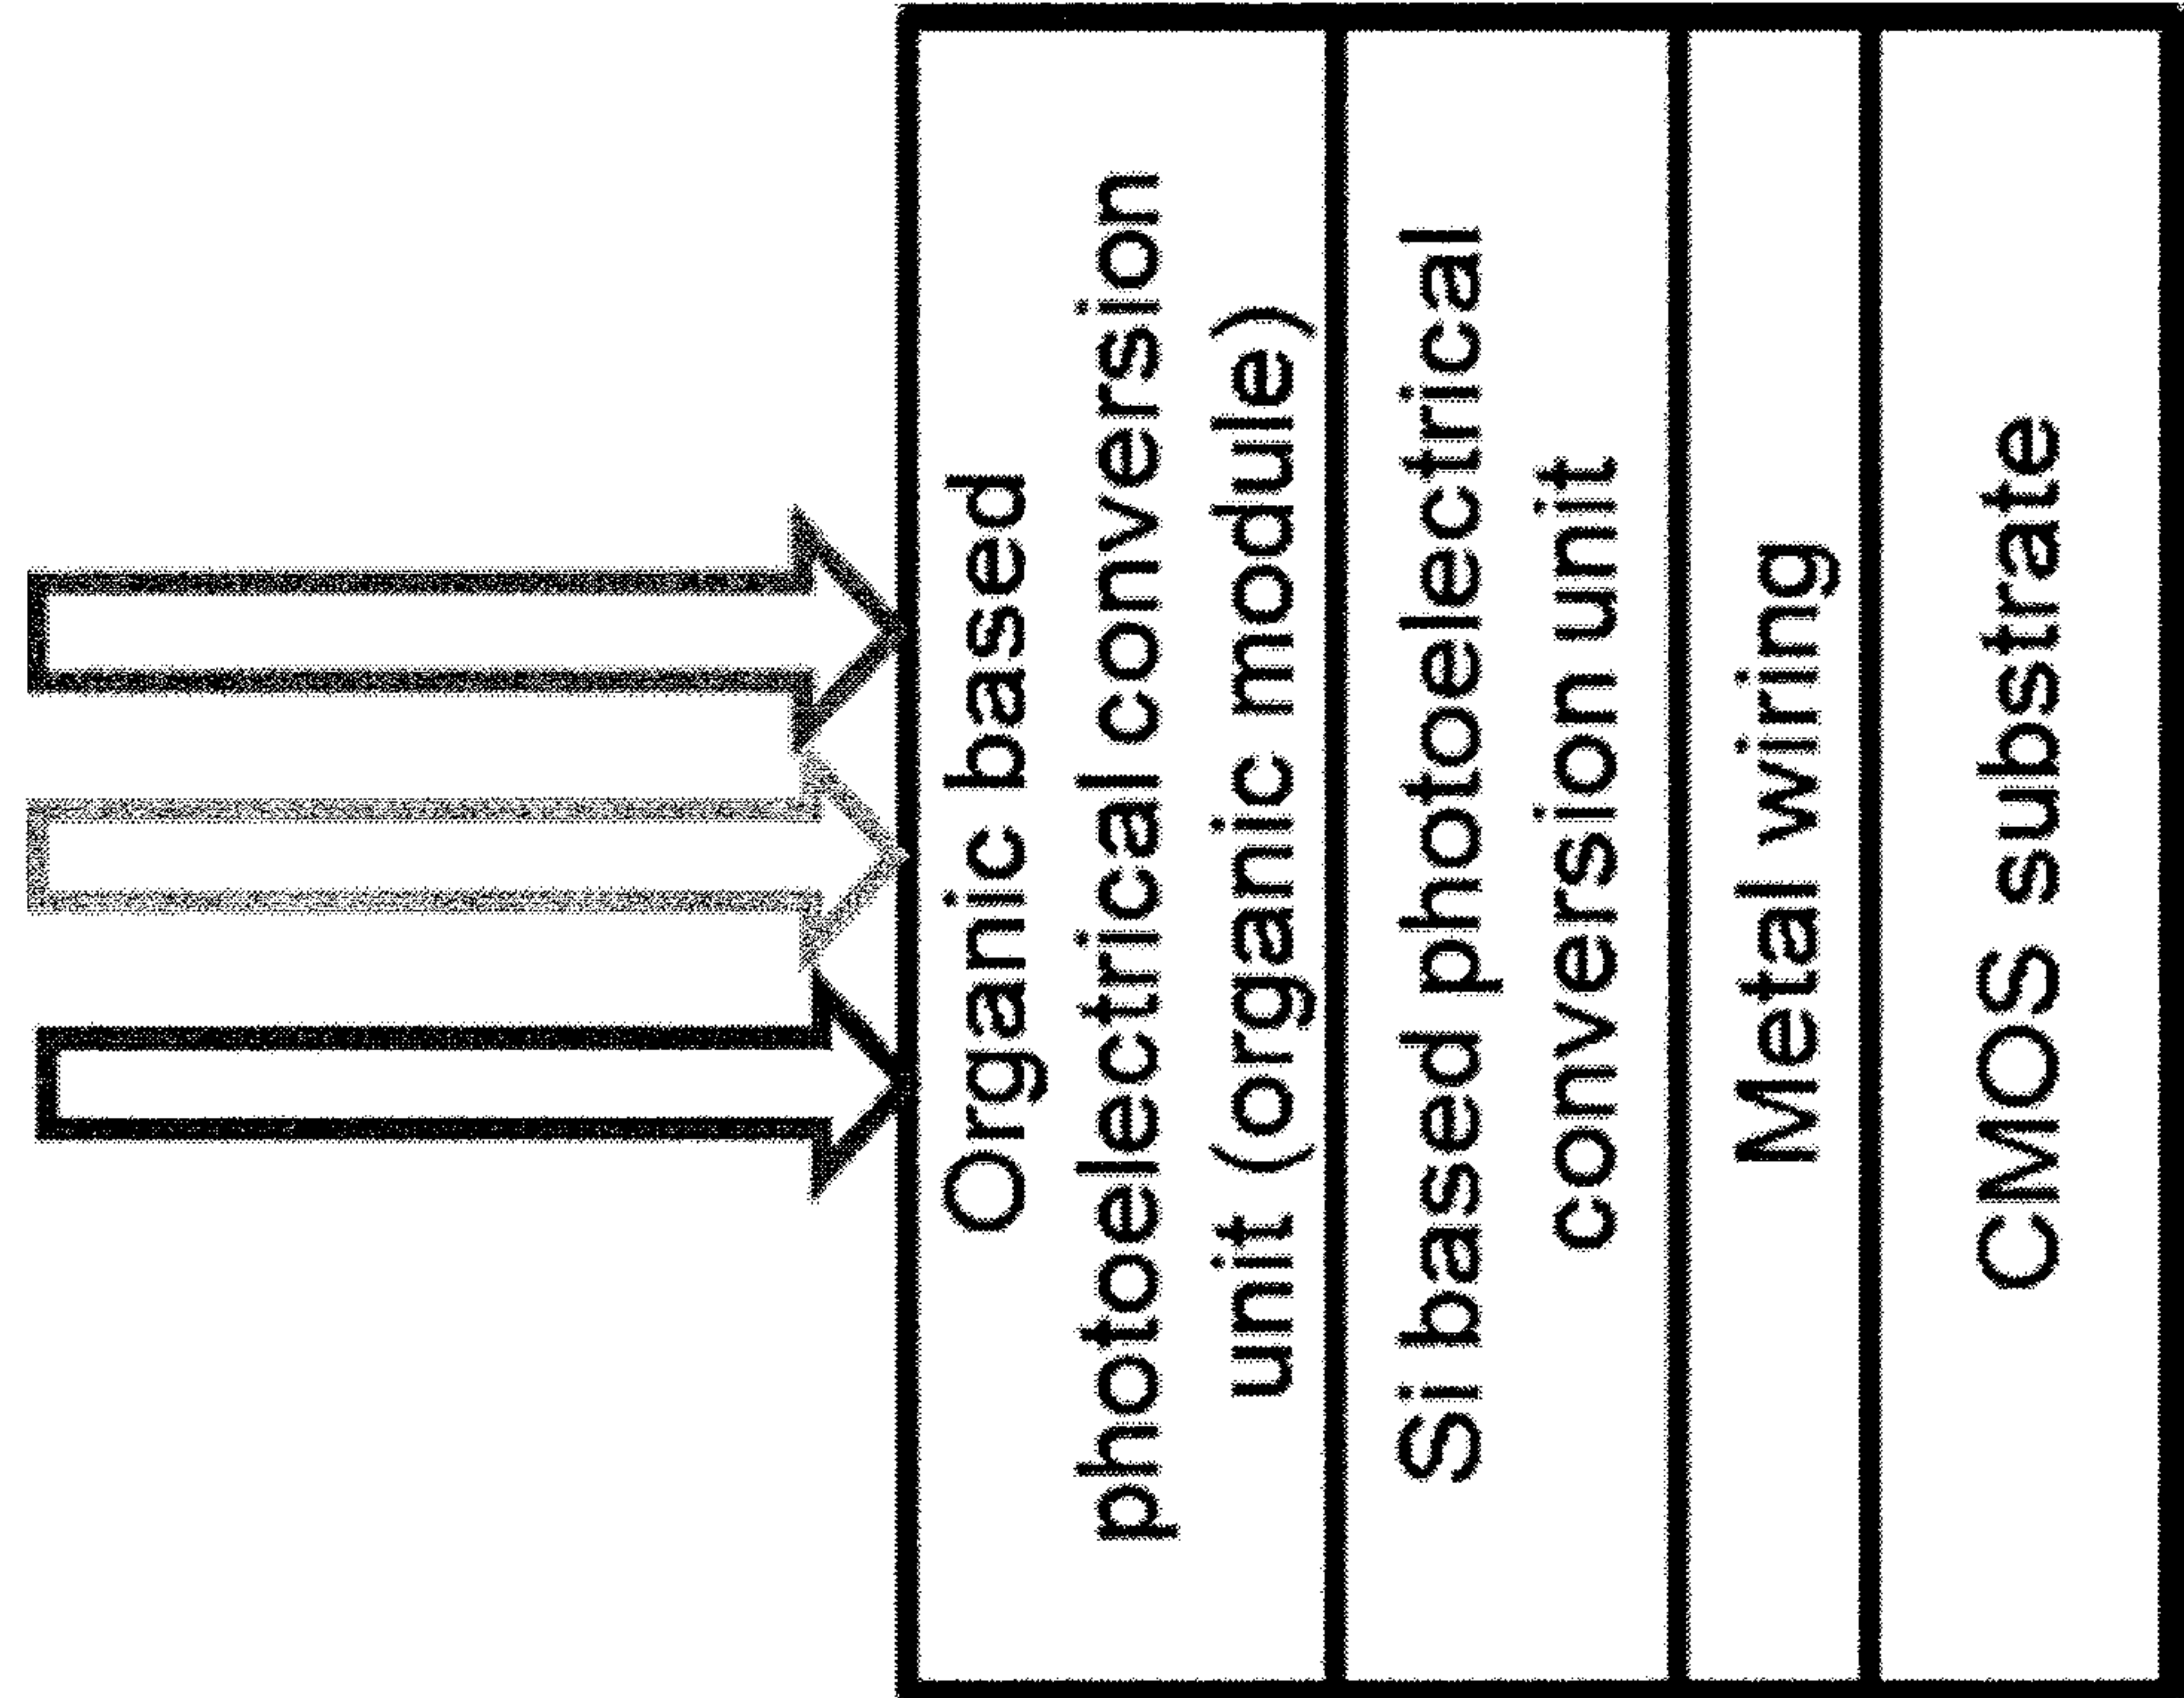 Organic based
photoelectrical conversion
unit (organic module)
Si based photoelectrical
conversion unit
Metal wiring
CMOS substrate